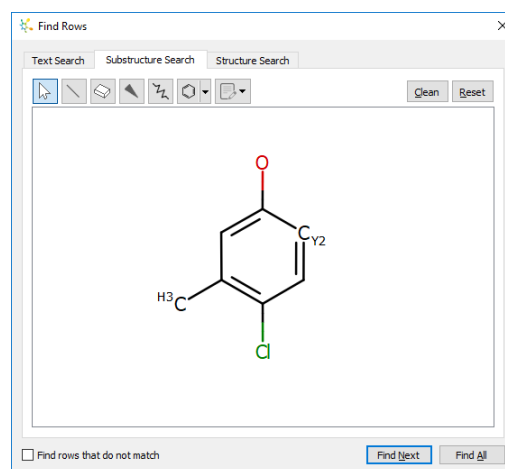 Find Rows
Text Search Substructure Search Structure Search
Clean Reset
O
C Y2
H3 C
Cl
Find rows that do not match Find Next Find All